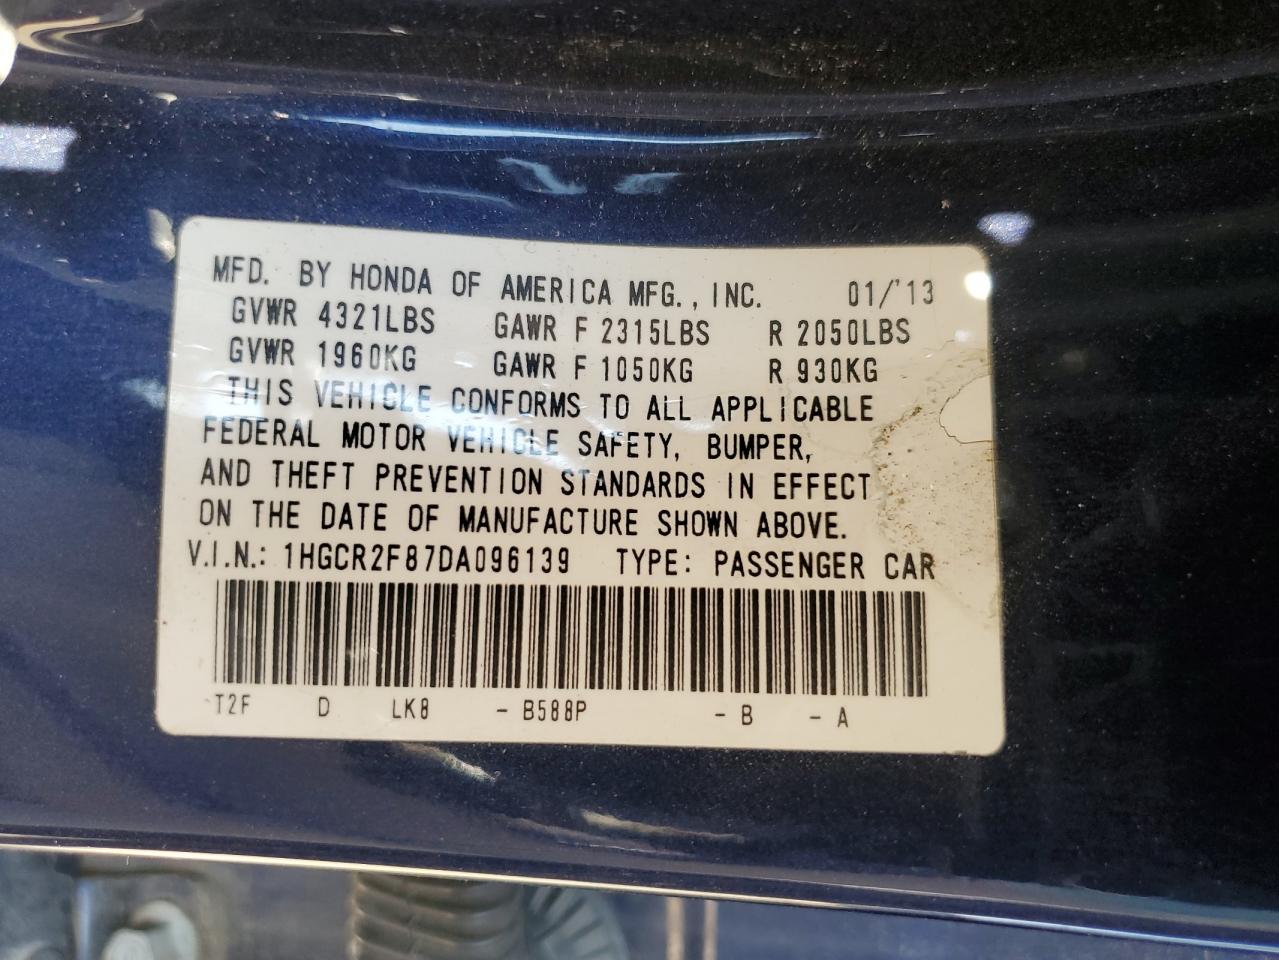 MFD. BY HONDA OF AMERICA MFG., INC. 01/'13
GVWR 4321LBS GAWR F 2315LBS R 2050LBS
GVWR 1960KG GAWR F 1050KG R 930KG
THIS VEHICLE CONFORMS TO ALL APPLICABLE
FEDERAL MOTOR VEHICLE SAFETY, BUMPER,
AND THEFT PREVENTION STANDARDS IN EFFECT
ON THE DATE OF MANUFACTURE SHOWN ABOVE.
V.I.N.: 1HGCR2F87DA096139 TYPE: PASSENGER CAR
-T2F D LK8 - B588P - B - A